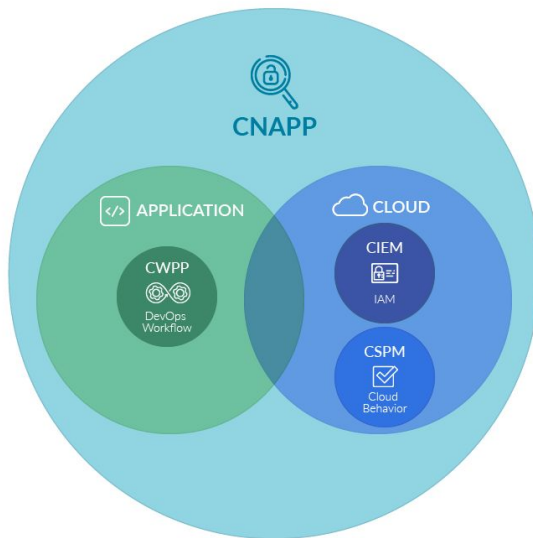 CNAPP
</> APPLICATION
CLOUD
CWPP
DevOps
Workflow
CIEM
IAM
CSPM
Cloud
Behavior